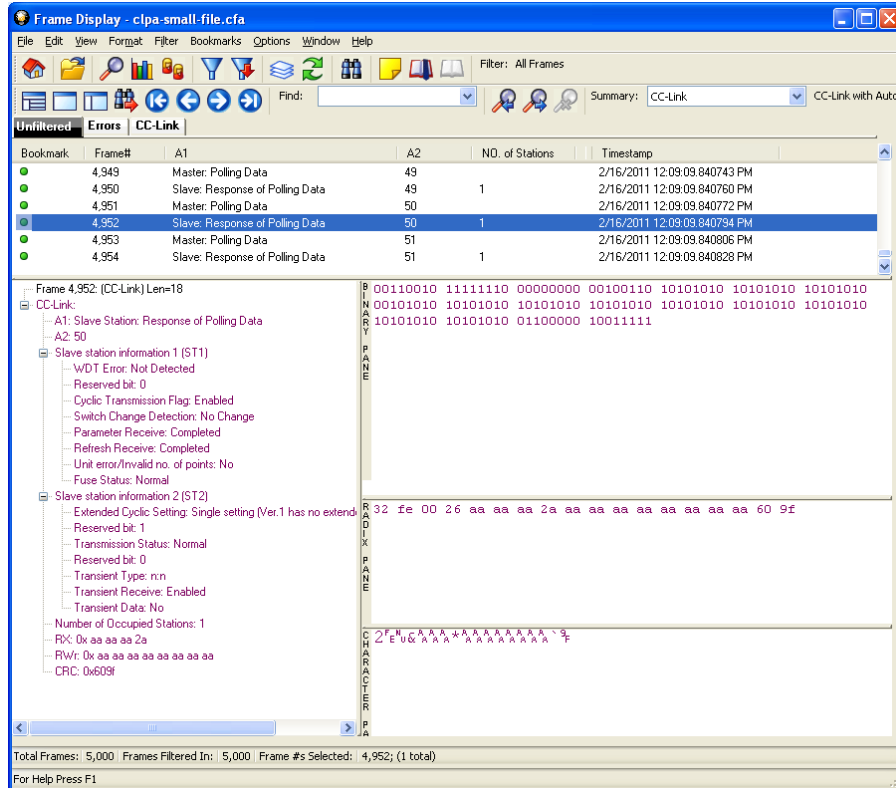 Frame Display - clpa-small-file.cfa
File Edit View Format Filter Bookmarks Options Window Help
Filter: All Frames
Find: Summary: CC-Link CC-Link with Auto
Unfiltered Errors CC-Link
Bookmark Frame# A1 A2 NO. of Stations Timestamp
4,949 Master: Polling Data 49 2/16/2011 12:09:09.840743 PM
4,950 Slave: Response of Polling Data 49 1 2/16/2011 12:09:09.840760 PM
4,951 Master: Polling Data 50 2/16/2011 12:09:09.840772 PM
4,952 Slave: Response of Polling Data 50 1 2/16/2011 12:09:09.840794 PM
4,953 Master: Polling Data 51 2/16/2011 12:09:09.840806 PM
4,954 Slave: Response of Polling Data 51 1 2/16/2011 12:09:09.840828 PM
Frame 4,952: (CC-Link) Len=18
CC-Link:
A1: Slave Station: Response of Polling Data
A2: 50
Slave station information 1 (ST1)
WDT Error: Not Detected
Reserved bit: 0
Cyclic Transmission Flag: Enabled
Switch Change Detection: No Change
Parameter Receive: Completed
Refresh Receive: Completed
Unit error/Invalid no. of points: No
Fuse Status: Normal
Slave station information 2 (ST2)
Extended Cyclic Setting: Single setting (Ver.1 has no extend
Reserved bit: 1
Transmission Status: Normal
Reserved bit: 0
Transient Type: n:n
Transient Receive: Enabled
Transient Data: No
Number of Occupied Stations: 1
RX: 0x aa aa aa 2a
RWr: 0x aa aa aa aa aa aa aa aa
CRC: 0x609f
BINARY PANE
00110010 11111110 00000000 00100110 10101010 10101010 10101010
00101010 10101010 10101010 10101010 10101010 10101010 10101010
10101010 10101010 01100000 10011111
RADIX PANE
32 fe 00 26 aa aa aa 2a aa aa aa aa aa aa aa aa 60 9f
CHARACTER PA
Total Frames: 5,000 Frames Filtered In: 5,000 Frame #s Selected: 4,952; (1 total)
For Help Press F1